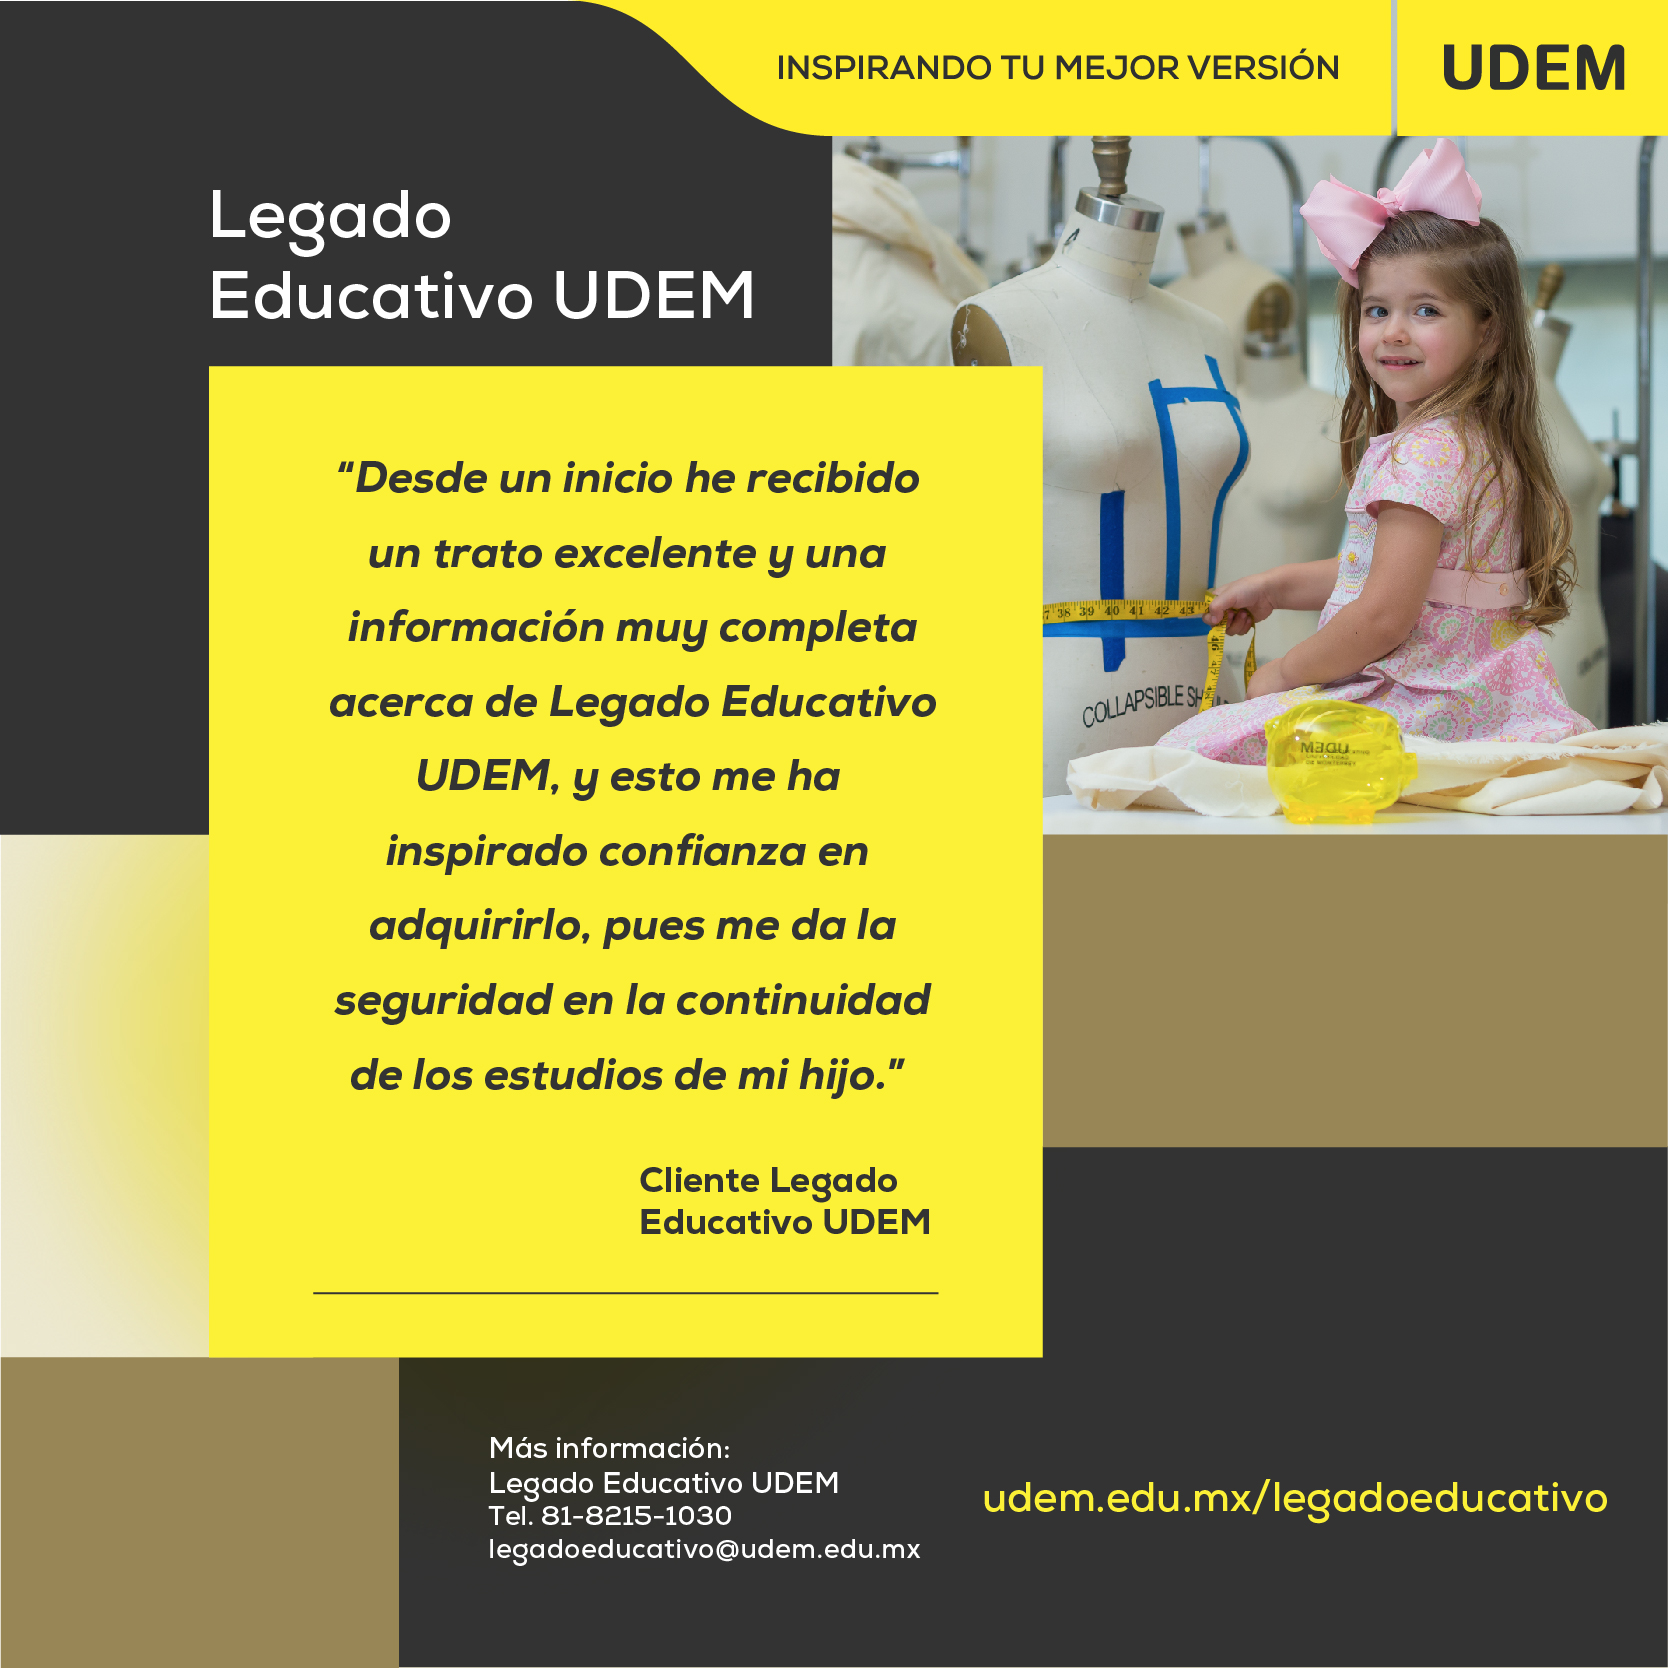 INSPIRANDO TU MEJOR VERSIÓN
UDEM
Legado
Educativo UDEM
“Desde un inicio he recibido
un trato excelente y una
información muy completa
acerca de Legado Educativo
UDEM, y esto me ha
inspirado confianza en
adquirirlo, pues me da la
seguridad en la continuidad
de los estudios de mi hijo.”
Cliente Legado
Educativo UDEM
38 39 40 41 42 43
COLLAPSIBLE
UDEM
Más información:
Legado Educativo UDEM
Tel. 81-8215-1030
legadoeducativo@udem.edu.mx
udem.edu.mx/legadoeducativo